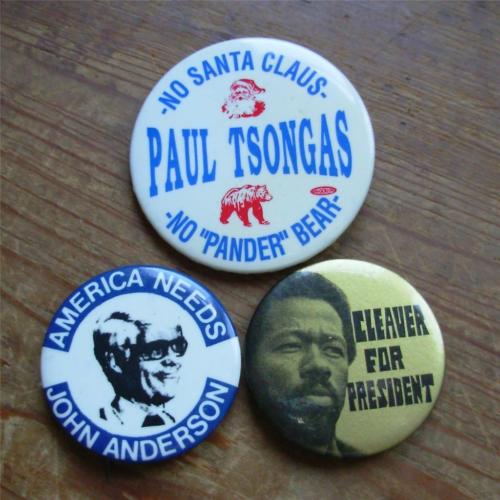 -NO SANTA CLAUS-
PAUL TSONGAS
-NO "PANDER" BEAR-
AMERICA NEEDS
JOHN ANDERSON
CLEAVER
FOR
PRESIDENT